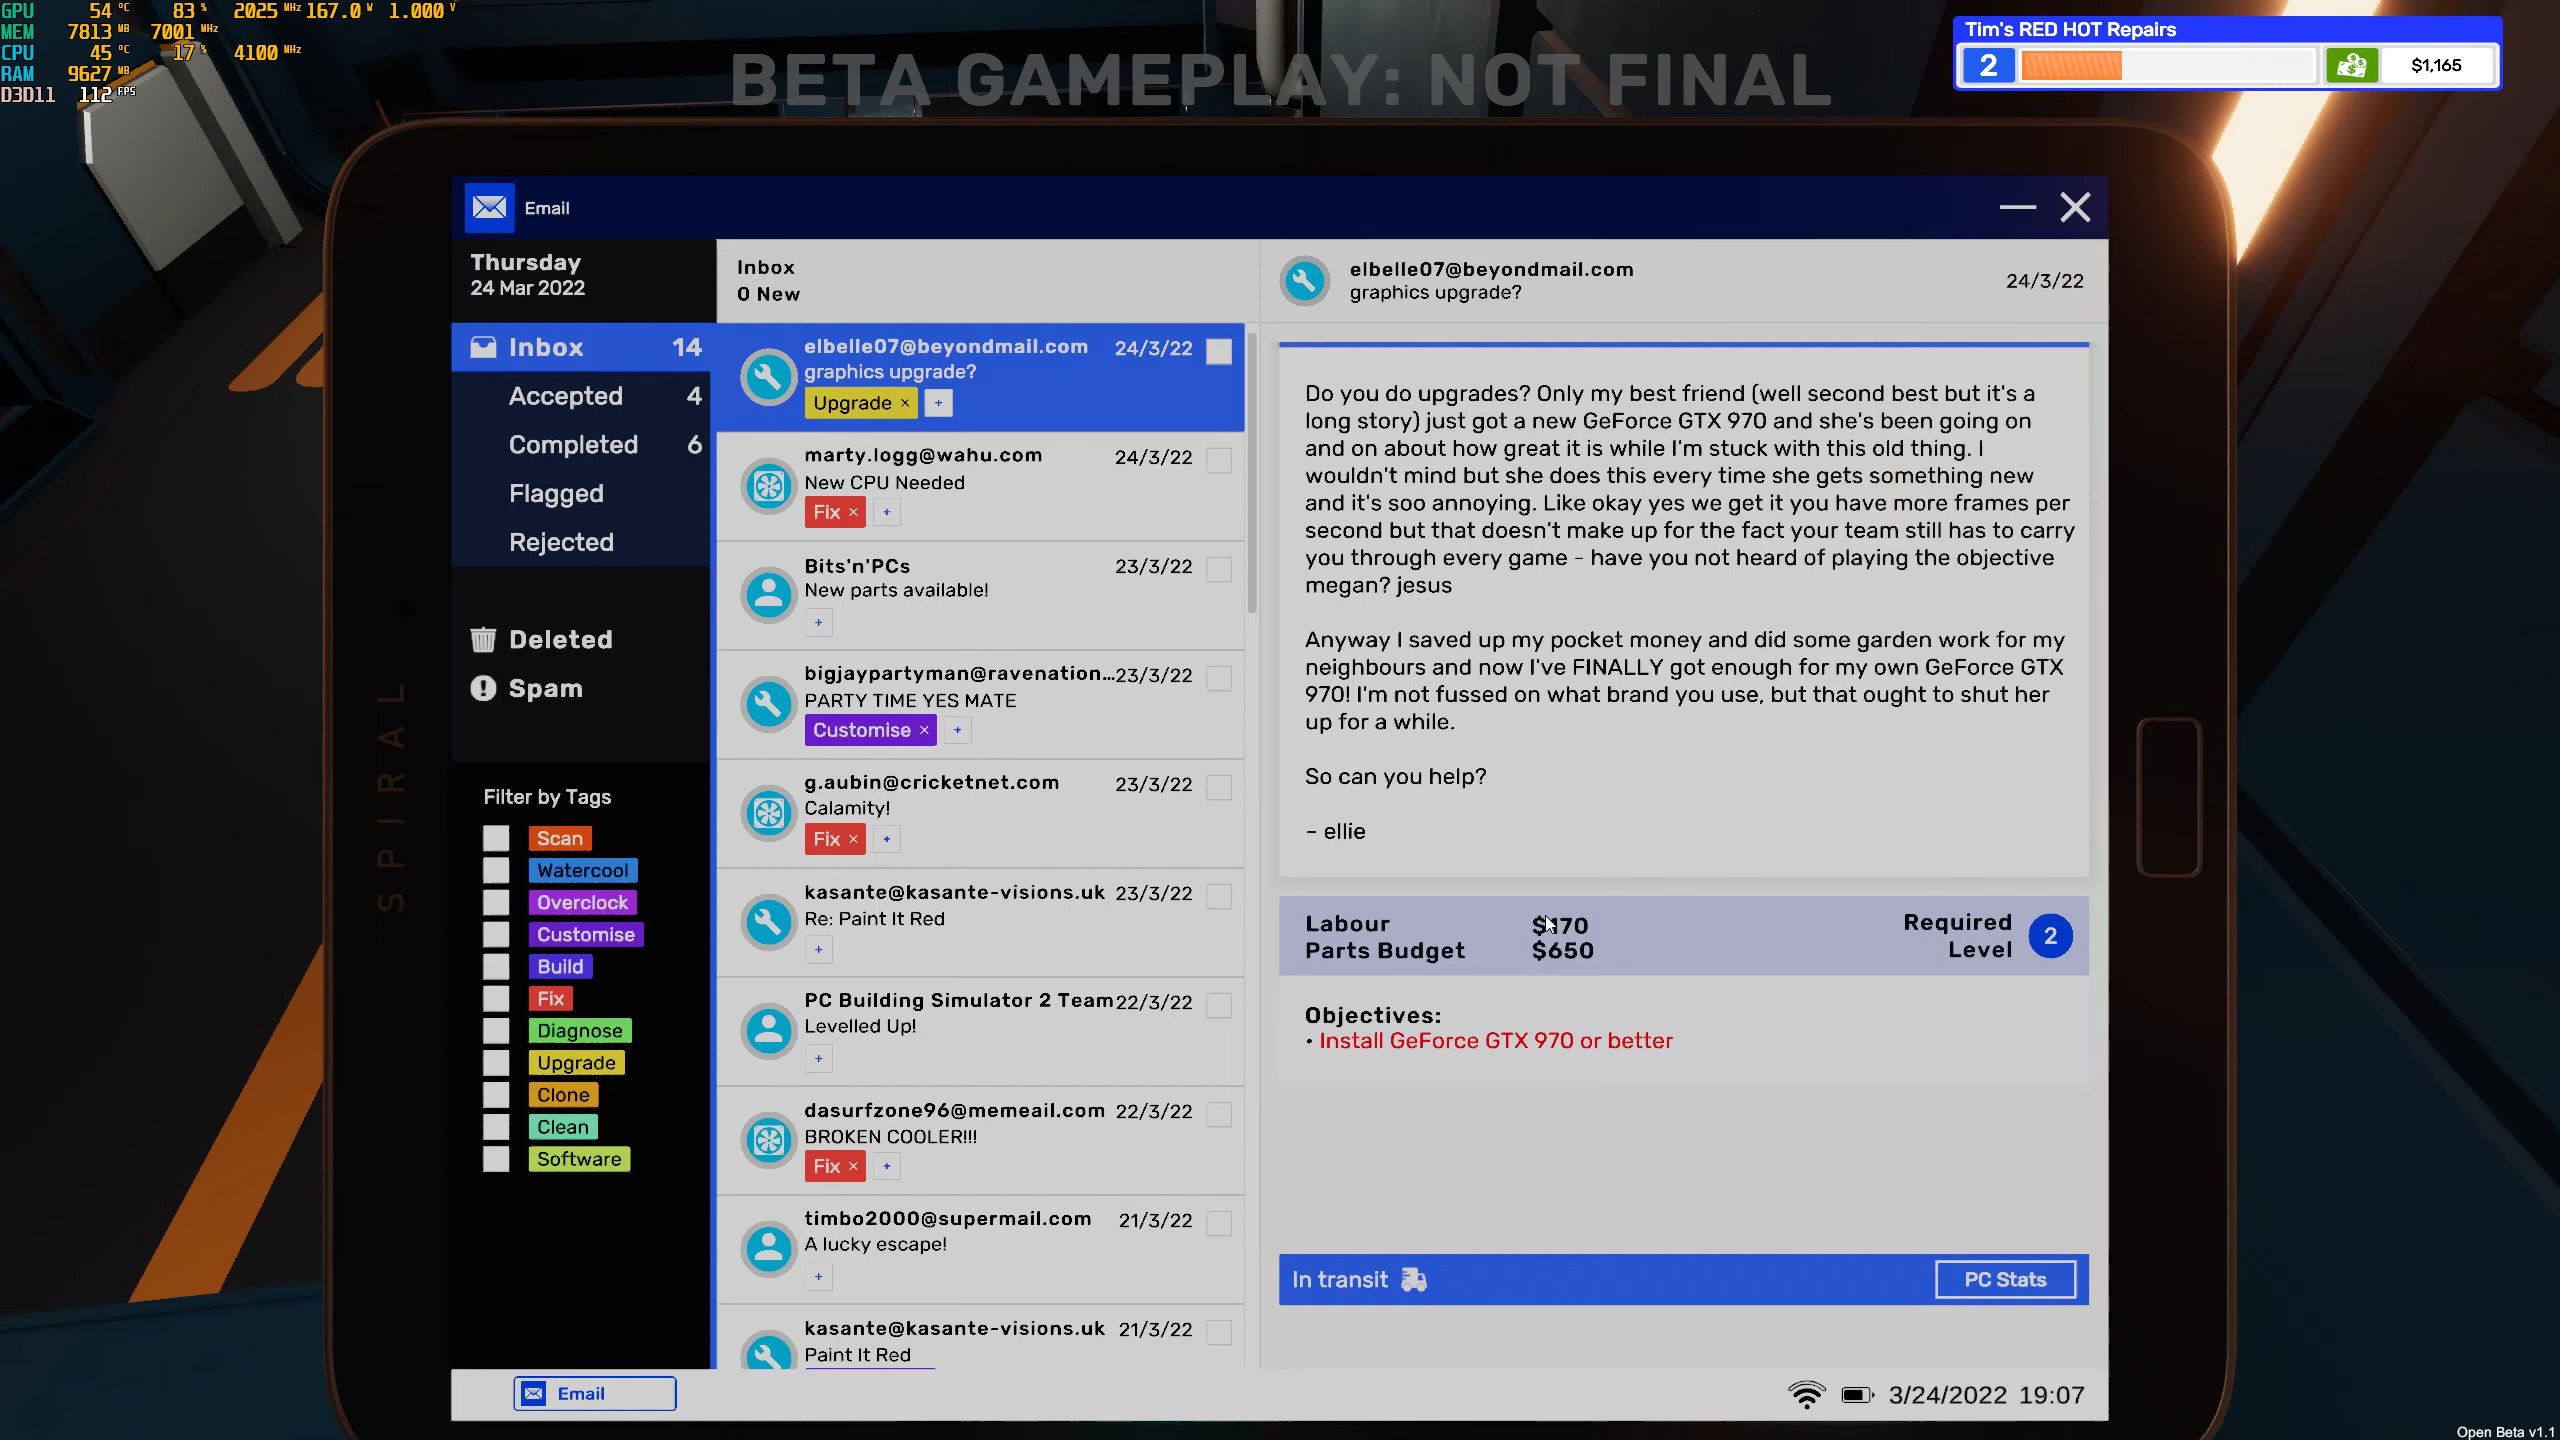 GPU 54 °C 83 % 2025 MHz 167.0 W 1.000 V
MEM 7813 MB 7001 MHz
CPU 45 °C 17 % 4100 MHz
RAM 9627 MB
D3D11 112 FPS
BETA GAMEPLAY: NOT FINAL
Tim's RED HOT Repairs
2
$1,165
Email
Thursday
24 Mar 2022
Inbox 14
Accepted 4
Completed 6
Flagged
Rejected
Deleted
Spam
Filter by Tags
Scan
Watercool
Overclock
Customise
Build
Fix
Diagnose
Upgrade
Clone
Clean
Software
Inbox
0 New
elbelle07@beyondmail.com 24/3/22
graphics upgrade?
Upgrade × +
marty.logg@wahu.com 24/3/22
New CPU Needed
Fix × +
Bits'n'PCs 23/3/22
New parts available!
+
bigjaypartyman@ravenation... 23/3/22
PARTY TIME YES MATE
Customise × +
g.aubin@cricketnet.com 23/3/22
Calamity!
Fix × +
kasante@kasante-visions.uk 23/3/22
Re: Paint It Red
+
PC Building Simulator 2 Team 22/3/22
Levelled Up!
+
dasurfzone96@memeail.com 22/3/22
BROKEN COOLER!!!
Fix × +
timbo2000@supermail.com 21/3/22
A lucky escape!
+
kasante@kasante-visions.uk 21/3/22
Paint It Red
elbelle07@beyondmail.com
graphics upgrade?
24/3/22
Do you do upgrades? Only my best friend (well second best but it's a
long story) just got a new GeForce GTX 970 and she's been going on
and on about how great it is while I'm stuck with this old thing. I
wouldn't mind but she does this every time she gets something new
and it's soo annoying. Like okay yes we get it you have more frames per
second but that doesn't make up for the fact your team still has to carry
you through every game - have you not heard of playing the objective
megan? jesus
Anyway I saved up my pocket money and did some garden work for my
neighbours and now I've FINALLY got enough for my own GeForce GTX
970! I'm not fussed on what brand you use, but that ought to shut her
up for a while.
So can you help?
~ ellie
Labour
Parts Budget $650
Required
Level 2
Objectives:
• Install GeForce GTX 970 or better
In transit
PC Stats
SPIRAL
Email
3/24/2022 19:07
Open Beta v1.1